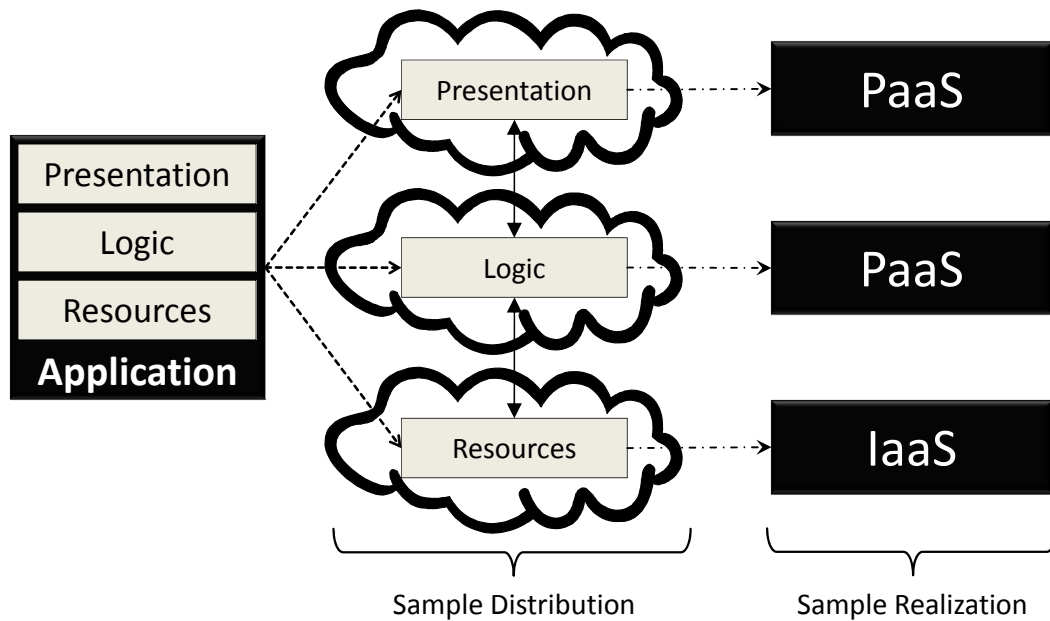 Presentation
Logic
Resources
Application
Presentation
Logic
Resources
Sample Distribution
PaaS
PaaS
IaaS
Sample Realization